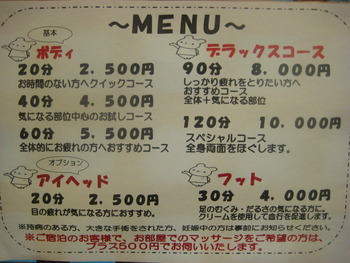 ～MENU～
基本
ボディ
20分 2.500円
お時間のない方へクイックコース
40分 4.500円
気になる部位中心のお試しコース
60分 5.500円
全体的にお疲れの方へおすすめコース
デラックスコース
90分 8.000円
しっかり疲れをとりたい方へ
おすすめコース
全体+気になる部位
120分 10.000円
スペシャルコース
全身両面をほぐします。
オプション
アイヘッド
20分 2.500円
目の疲れが気になる方におすすめ。
フット
30分 4.000円
足のむくみ・だるさの気になる方に、
クリームを使用して血行を促進します。
※持病のある方、大きな手術をされた方、妊娠中の方は事前にお知らせください。
※ご宿泊のお客様で、お部屋でのマッサージをご希望の方は、
プラス500円でお伺いいたします。